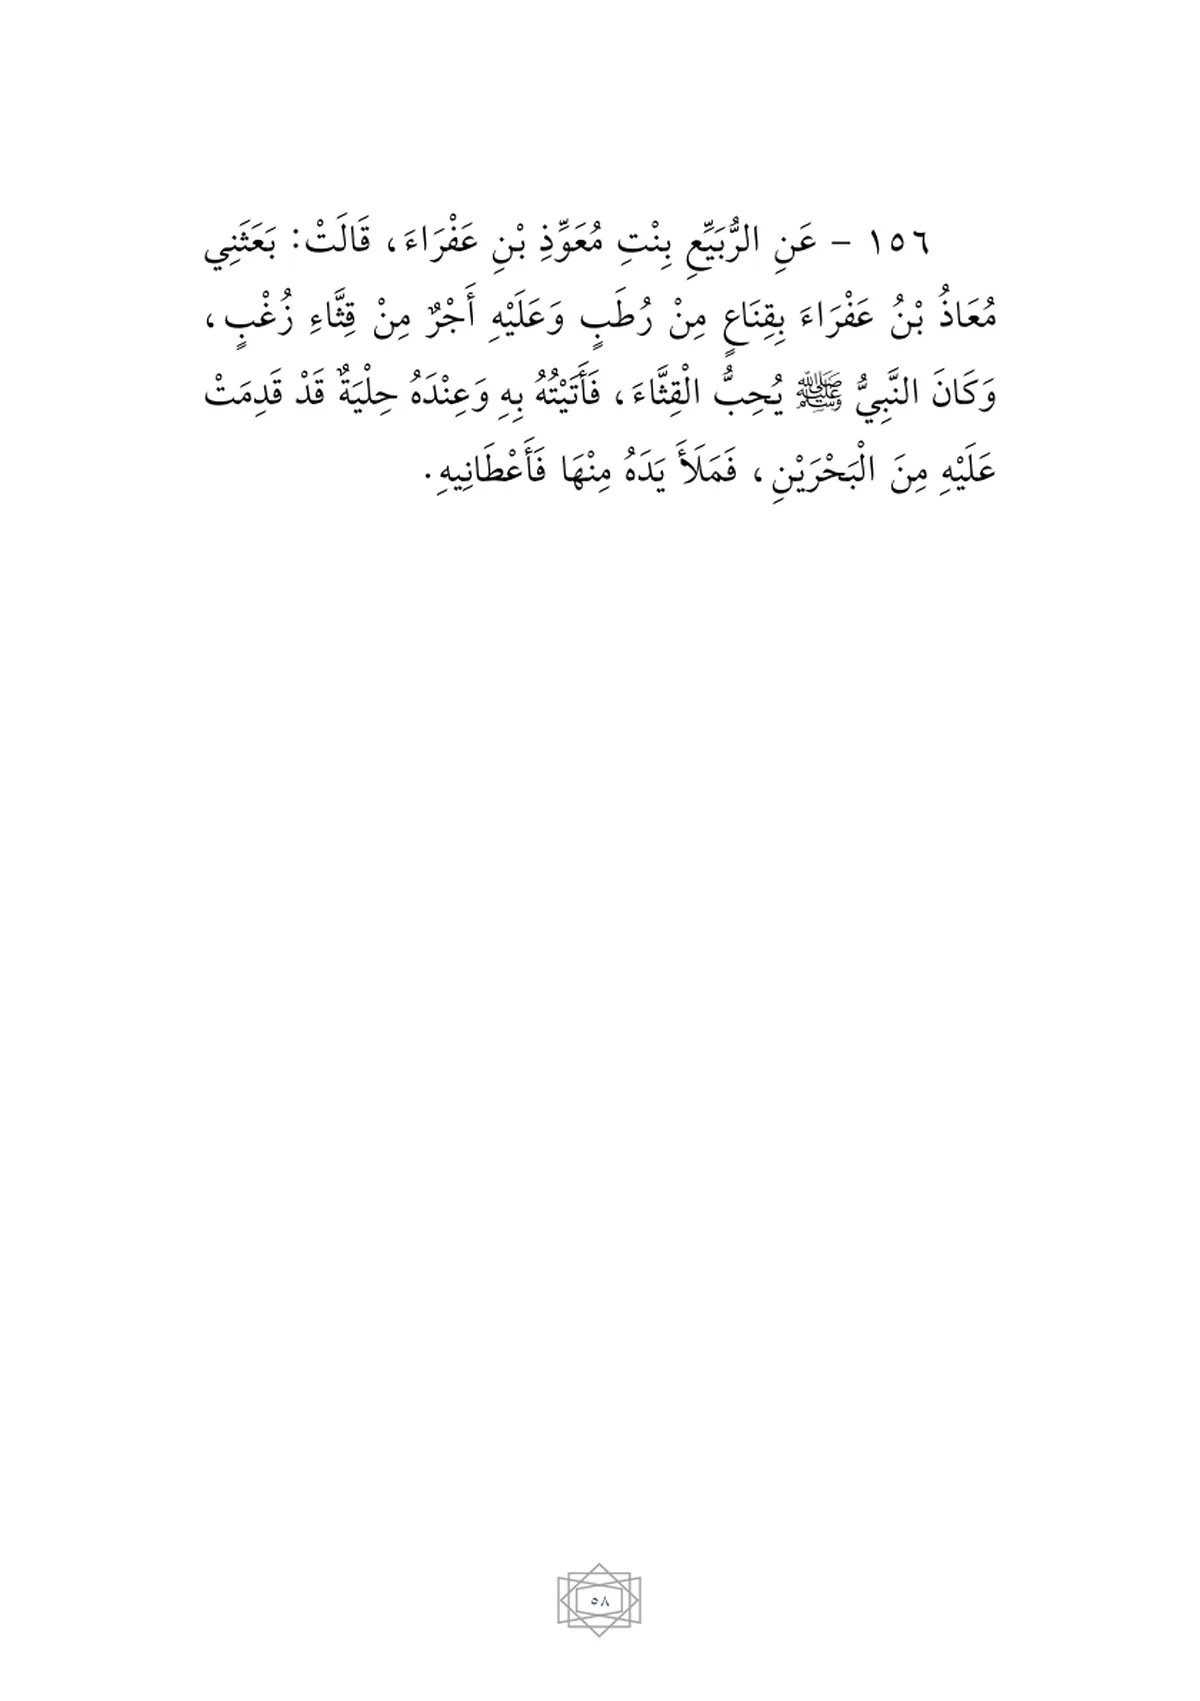 ١٥٦ – عَنِ الرُّبَيِّعِ بِنْتِ مُعَوِّذِ بْنِ عَفْرَاءَ، قَالَتْ: بَعَثَنِي
مُعَاذُ بْنُ عَفْرَاءَ بِقِنَاعٍ مِنْ رُطَبٍ وَعَلَيْهِ أَجْرٌ مِنْ قِثَّاءِ زُغْبٍ،
وَكَانَ النَّبِيُّ ﷺ يُحِبُّ الْقِثَّاءَ، فَأَتَيْتُهُ بِهِ وَعِنْدَهُ حِلْيَةٌ قَدْ قَدِمَتْ
عَلَيْهِ مِنَ الْبَحْرَيْنِ، فَمَلَأَ يَدَهُ مِنْهَا فَأَعْطَانِيهِ.
٥٨